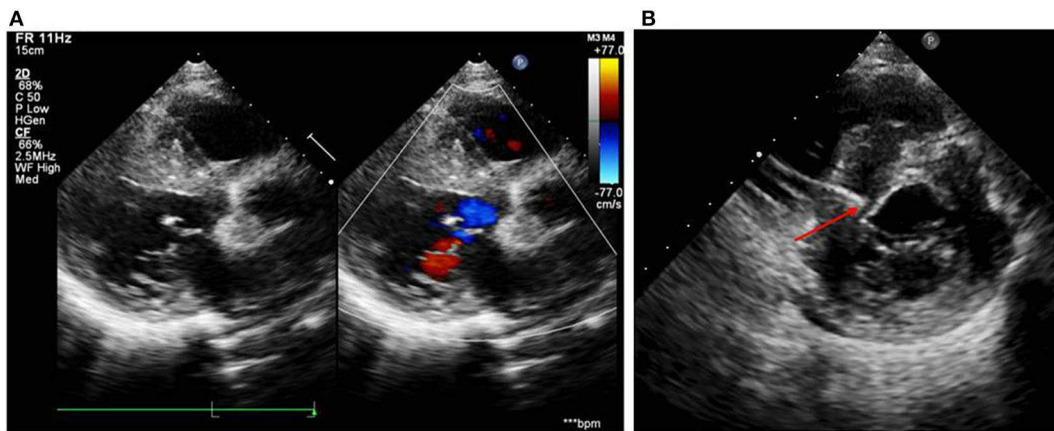 A
B
FR 11Hz
15cm
2D
68%
C 50
P Low
HGen
CF
66%
2.5MHz
WF High
Med
M3 M4
+77.0
-77.0
cm/s
P
P
***bpm